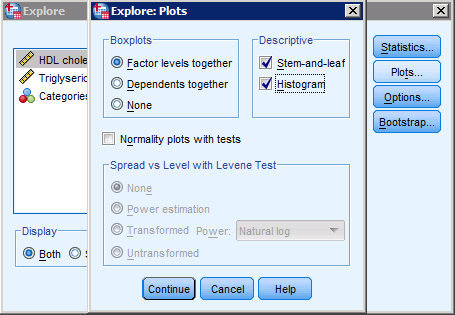 Explore
Explore: Plots
HDL chole
Triglyserid
Categories
Display
Both
Boxplots
Factor levels together
Dependents together
None
Descriptive
Stem-and-leaf
Histogram
Normality plots with tests
Spread vs Level with Levene Test
None
Power estimation
Transformed Power: Natural log
Untransformed
Continue Cancel Help
Statistics...
Plots...
Options...
Bootstrap...